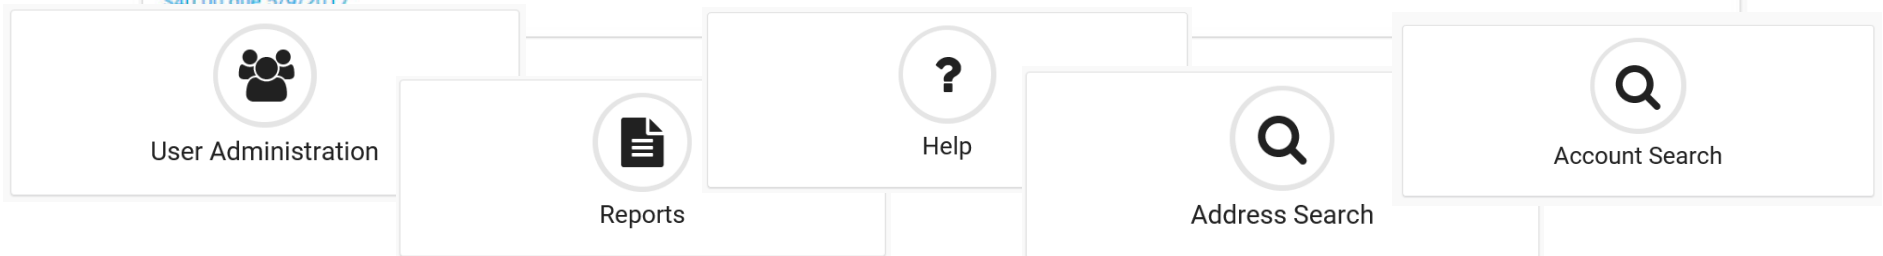 User Administration
Reports
Help
Address Search
Account Search